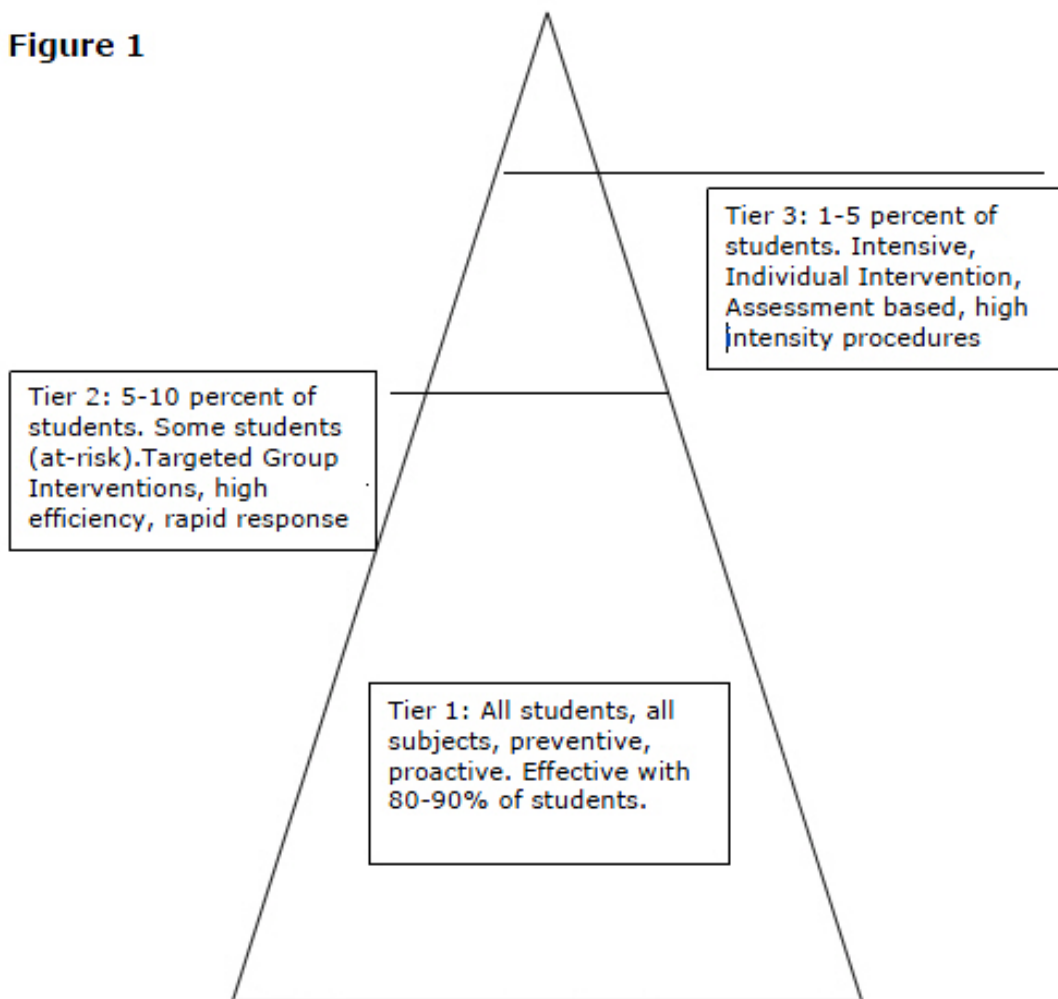 Figure 1
Tier 3: 1-5 percent of
students. Intensive,
Individual Intervention,
Assessment based, high
intensity procedures
Tier 2: 5-10 percent of
students. Some students
(at-risk).Targeted Group
Interventions, high
efficiency, rapid response
Tier 1: All students, all
subjects, preventive,
proactive. Effective with
80-90% of students.